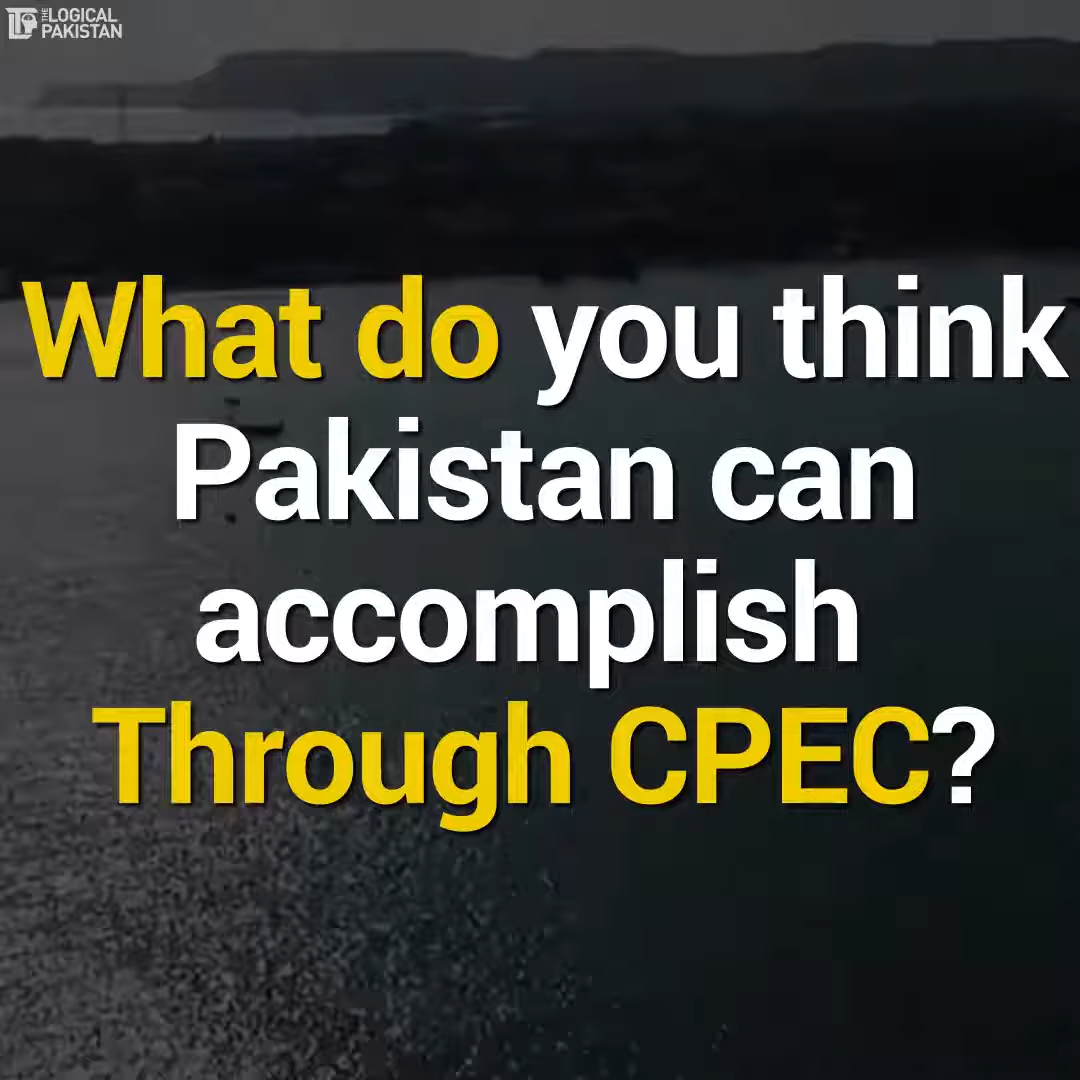 THE LOGICAL
PAKISTAN
What do you think
Pakistan can
accomplish
Through CPEC?